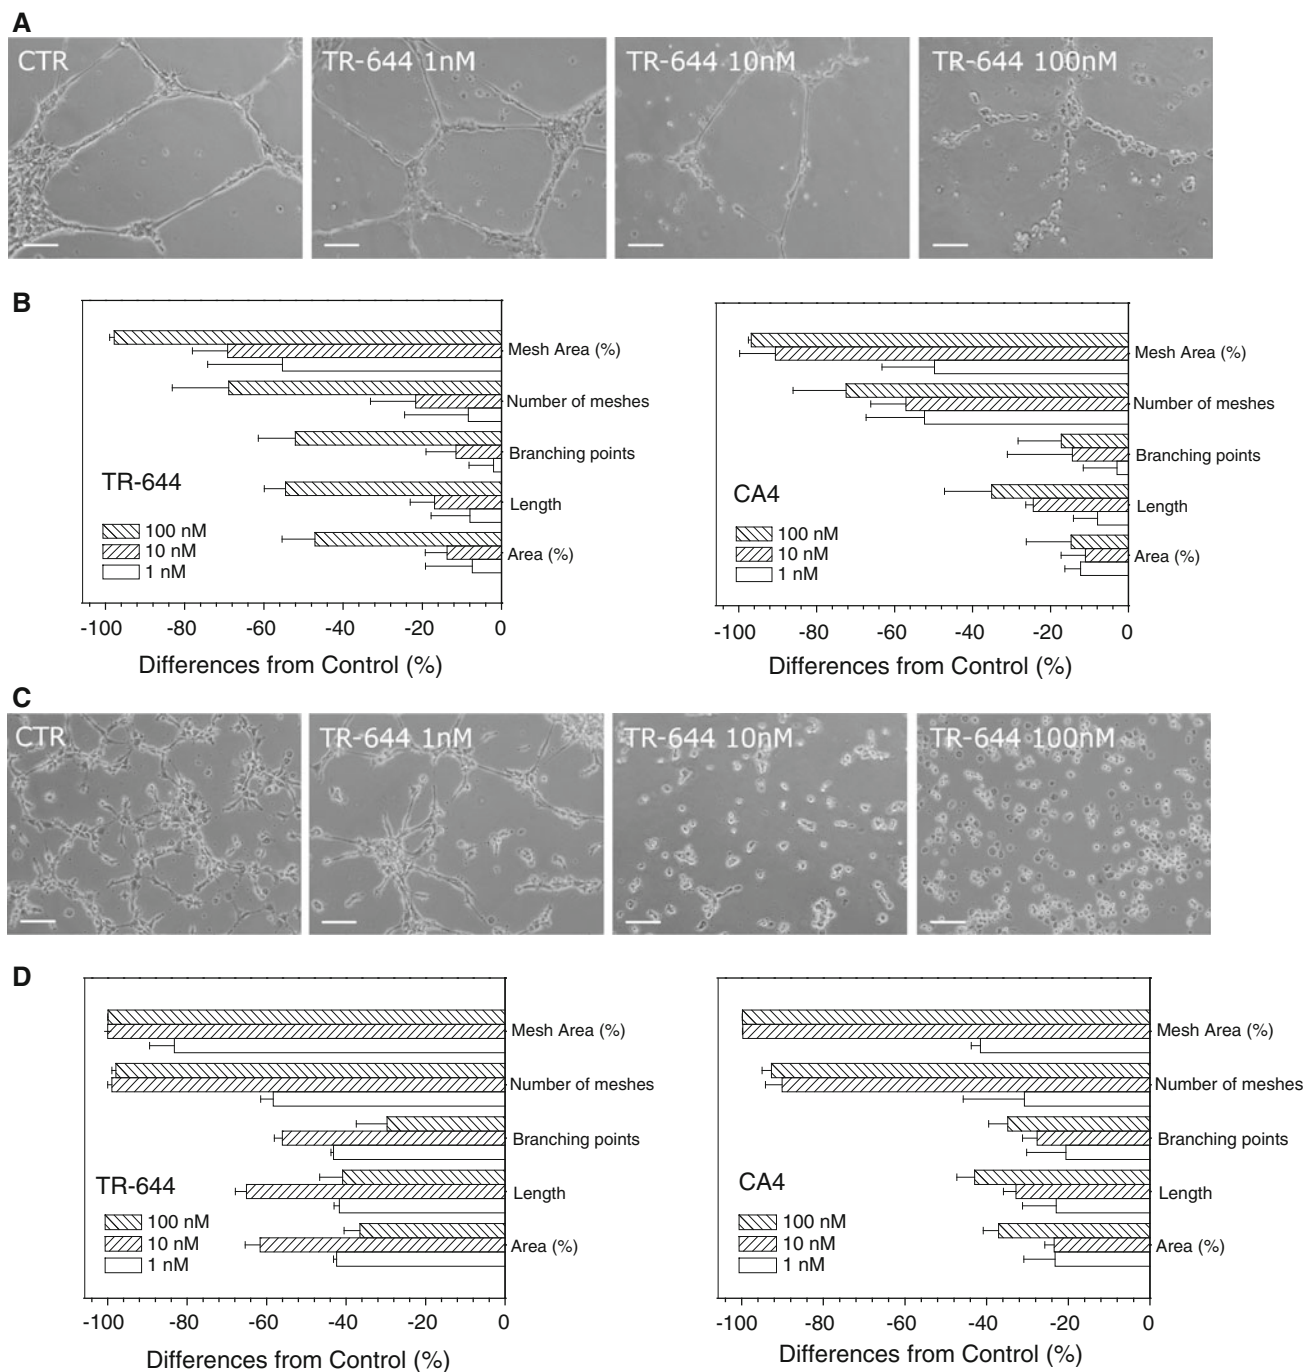 A
CTR
TR-644 1nM
TR-644 10nM
TR-644 100nM
B
Mesh Area (%)
Number of meshes
Branching points
Length
Area (%)
TR-644
100 nM
10 nM
1 nM
-100 -80 -60 -40 -20 0
Differences from Control (%)
Mesh Area (%)
Number of meshes
Branching points
Length
Area (%)
CA4
100 nM
10 nM
1 nM
-100 -80 -60 -40 -20 0
Differences from Control (%)
C
CTR
TR-644 1nM
TR-644 10nM
TR-644 100nM
D
Mesh Area (%)
Number of meshes
Branching points
Length
Area (%)
TR-644
100 nM
10 nM
1 nM
-100 -80 -60 -40 -20 0
Differences from Control (%)
Mesh Area (%)
Number of meshes
Branching points
Length
Area (%)
CA4
100 nM
10 nM
1 nM
-100 -80 -60 -40 -20 0
Differences from Control (%)